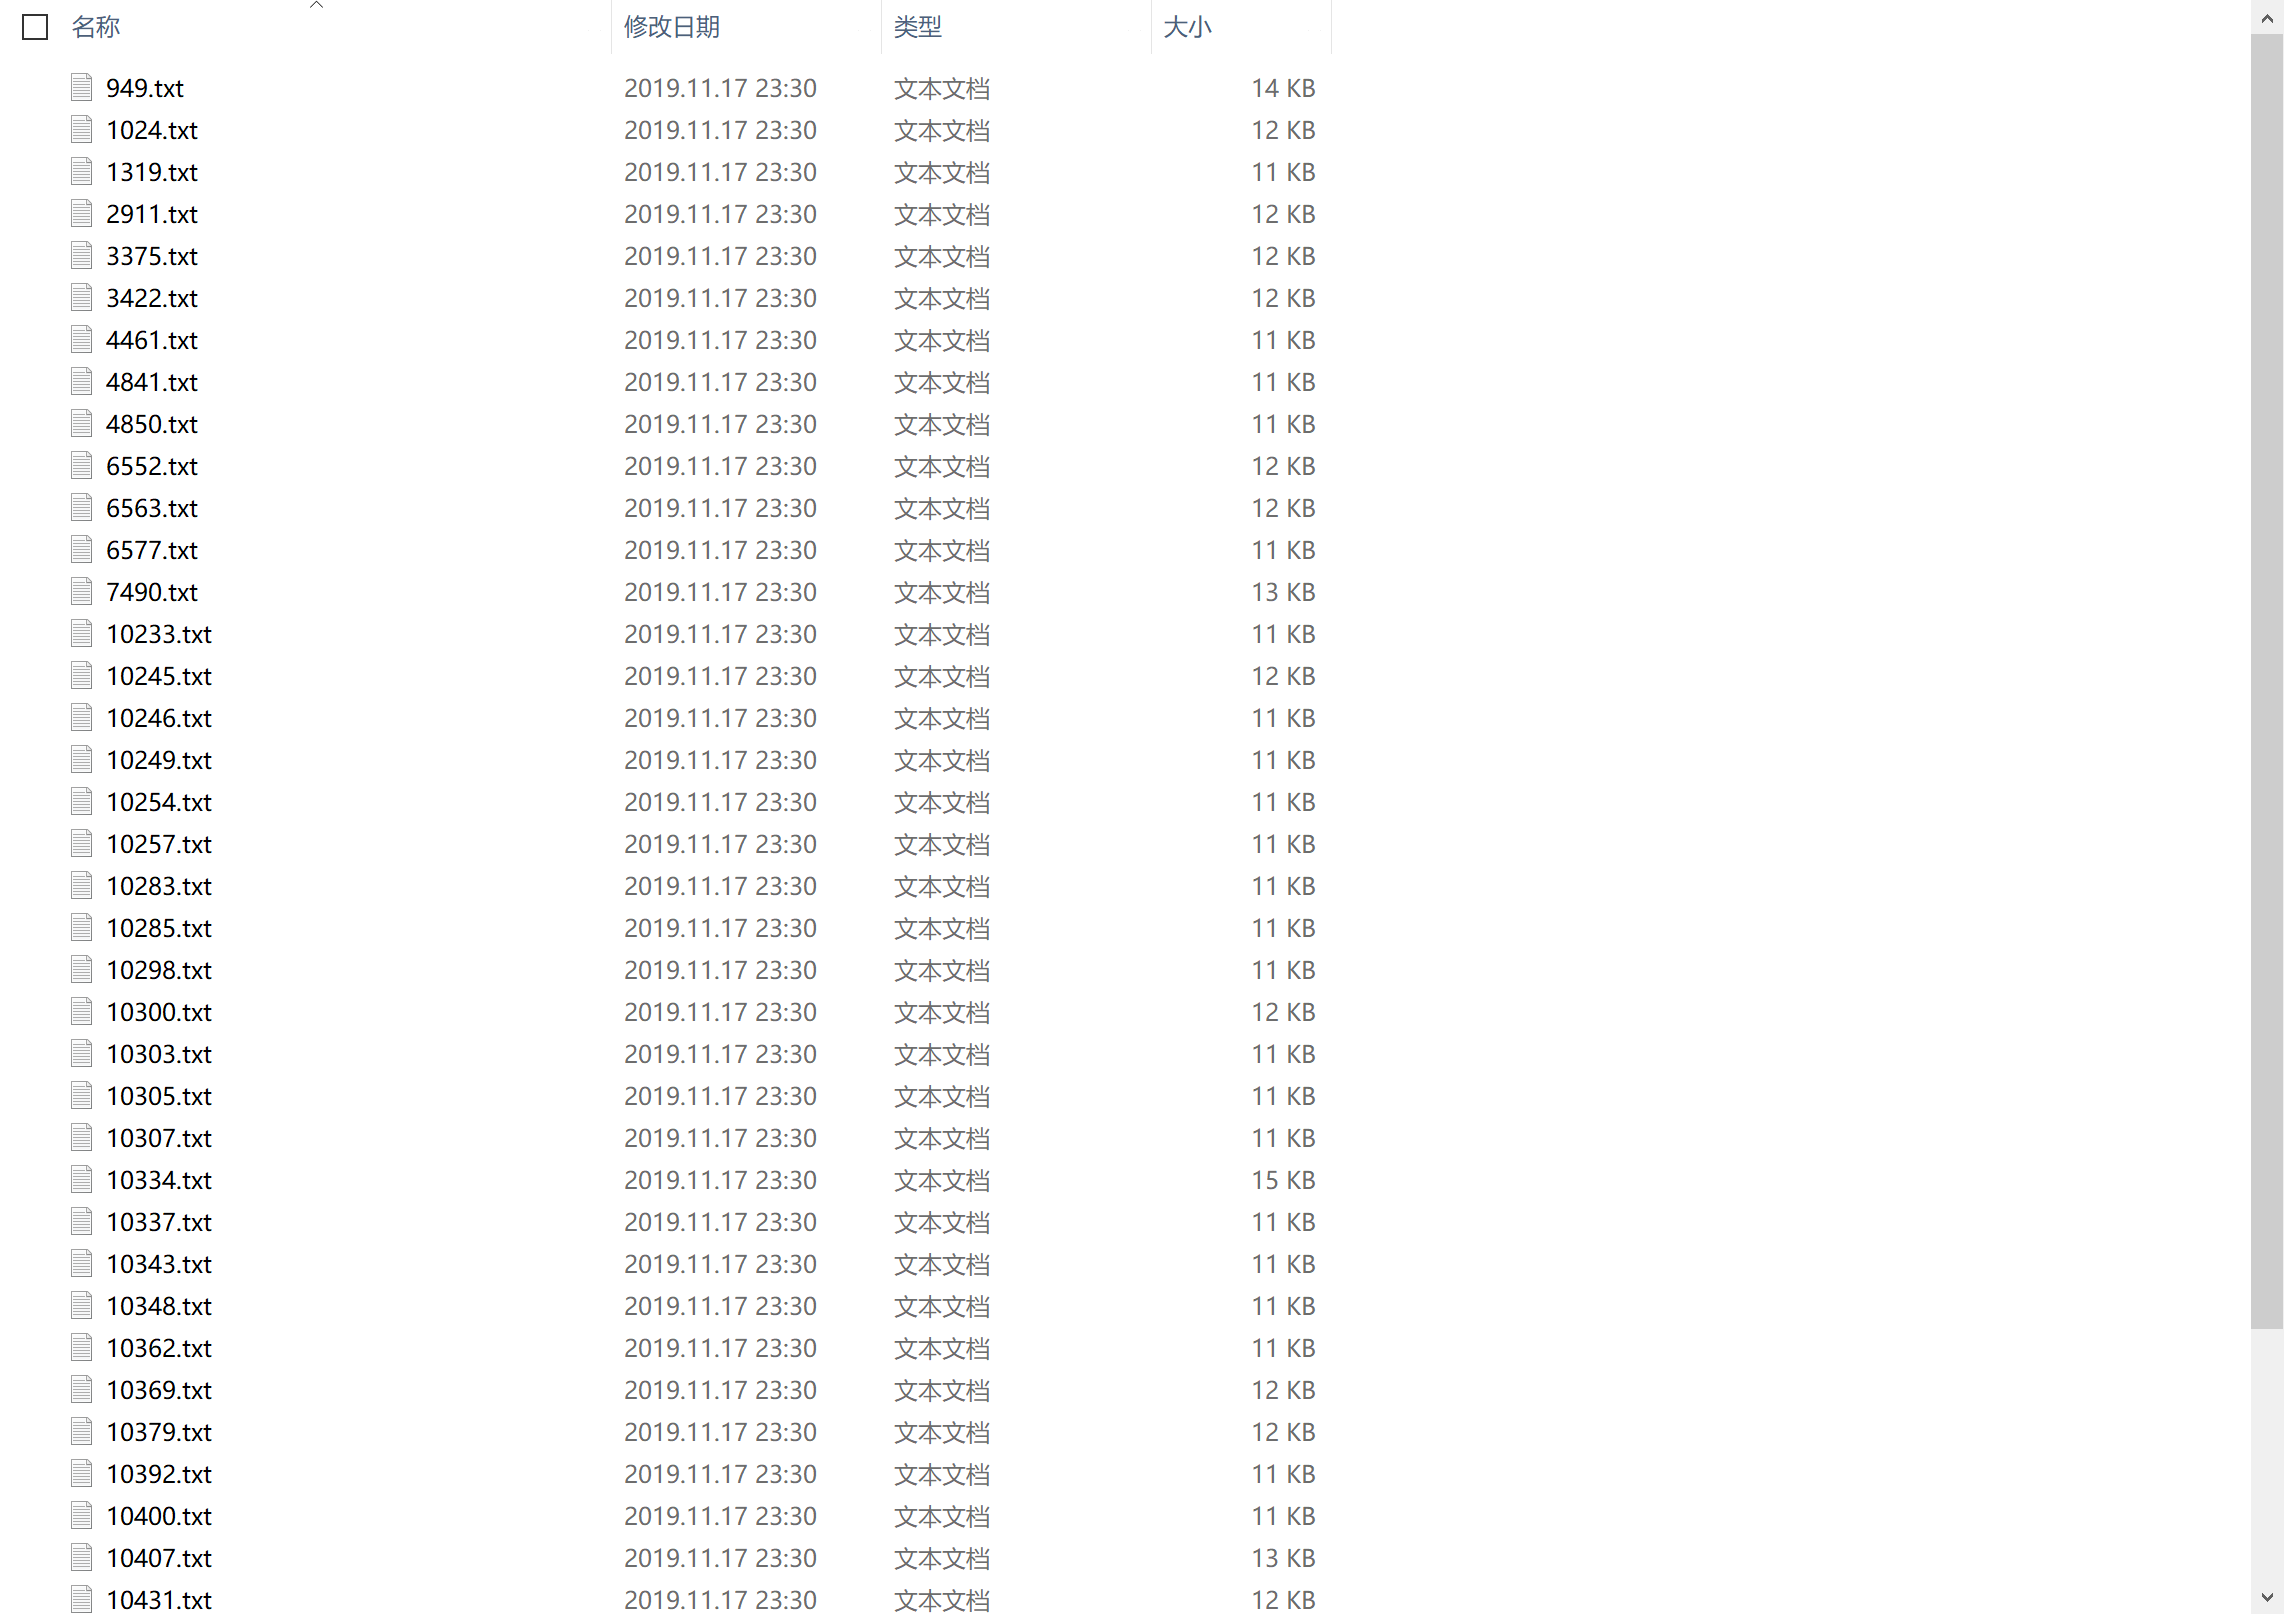 名称 修改日期 类型 大小
949.txt 2019.11.17 23:30 文本文档 14 KB
1024.txt 2019.11.17 23:30 文本文档 12 KB
1319.txt 2019.11.17 23:30 文本文档 11 KB
2911.txt 2019.11.17 23:30 文本文档 12 KB
3375.txt 2019.11.17 23:30 文本文档 12 KB
3422.txt 2019.11.17 23:30 文本文档 12 KB
4461.txt 2019.11.17 23:30 文本文档 11 KB
4841.txt 2019.11.17 23:30 文本文档 11 KB
4850.txt 2019.11.17 23:30 文本文档 11 KB
6552.txt 2019.11.17 23:30 文本文档 12 KB
6563.txt 2019.11.17 23:30 文本文档 12 KB
6577.txt 2019.11.17 23:30 文本文档 11 KB
7490.txt 2019.11.17 23:30 文本文档 13 KB
10233.txt 2019.11.17 23:30 文本文档 11 KB
10245.txt 2019.11.17 23:30 文本文档 12 KB
10246.txt 2019.11.17 23:30 文本文档 11 KB
10249.txt 2019.11.17 23:30 文本文档 11 KB
10254.txt 2019.11.17 23:30 文本文档 11 KB
10257.txt 2019.11.17 23:30 文本文档 11 KB
10283.txt 2019.11.17 23:30 文本文档 11 KB
10285.txt 2019.11.17 23:30 文本文档 11 KB
10298.txt 2019.11.17 23:30 文本文档 11 KB
10300.txt 2019.11.17 23:30 文本文档 12 KB
10303.txt 2019.11.17 23:30 文本文档 11 KB
10305.txt 2019.11.17 23:30 文本文档 11 KB
10307.txt 2019.11.17 23:30 文本文档 11 KB
10334.txt 2019.11.17 23:30 文本文档 15 KB
10337.txt 2019.11.17 23:30 文本文档 11 KB
10343.txt 2019.11.17 23:30 文本文档 11 KB
10348.txt 2019.11.17 23:30 文本文档 11 KB
10362.txt 2019.11.17 23:30 文本文档 11 KB
10369.txt 2019.11.17 23:30 文本文档 12 KB
10379.txt 2019.11.17 23:30 文本文档 12 KB
10392.txt 2019.11.17 23:30 文本文档 11 KB
10400.txt 2019.11.17 23:30 文本文档 11 KB
10407.txt 2019.11.17 23:30 文本文档 13 KB
10431.txt 2019.11.17 23:30 文本文档 12 KB